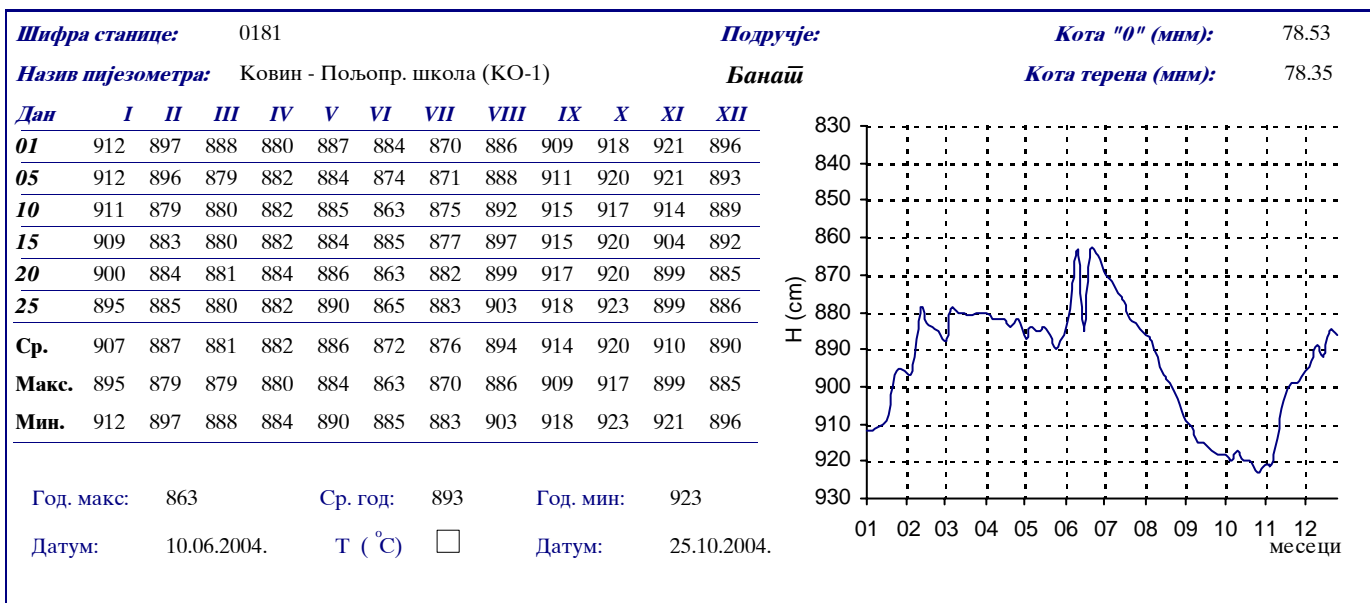 Шифра станице: 0181 Подручје: Кота "0" (мнм): 78.53
Назив пијезометра: Ковин - Пољопр. школа (КО-1) Банат Кота терена (мнм): 78.35
Дан I II III IV V VI VII VIII IX X XI XII
01 912 897 888 880 887 884 870 886 909 918 921 896
05 912 896 879 882 884 874 871 888 911 920 921 893
10 911 879 880 882 885 863 875 892 915 917 914 889
15 909 883 880 882 884 885 877 897 915 920 904 892
20 900 884 881 884 886 863 882 899 917 920 899 885
25 895 885 880 882 890 865 883 903 918 923 899 886
Ср. 907 887 881 882 886 872 876 894 914 920 910 890
Макс. 895 879 879 880 884 863 870 886 909 917 899 885
Мин. 912 897 888 884 890 885 883 903 918 923 921 896
Год. макс: 863 Ср. год: 893 Год. мин: 923
Датум: 10.06.2004. Т ( °C) Датум: 25.10.2004.
830
840
850
860
870
880
890
900
910
920
930
H (cm)
01 02 03 04 05 06 07 08 09 10 11 12
месеци